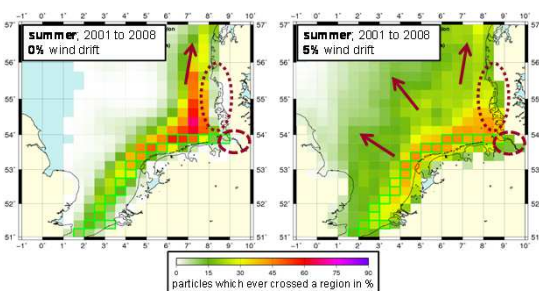 summer, 2001 to 2008
0% wind drift
summer, 2001 to 2008
5% wind drift
57°
56°
55°
54°
53°
52°
51°
57°
56°
55°
54°
53°
52°
51°
-1° 0° 1° 2° 3° 4° 5° 6° 7° 8° 9° 10°
-1° 0° 1° 2° 3° 4° 5° 6° 7° 8° 9° 10°
0 15 30 45 60 75 90
particles which ever crossed a region in %